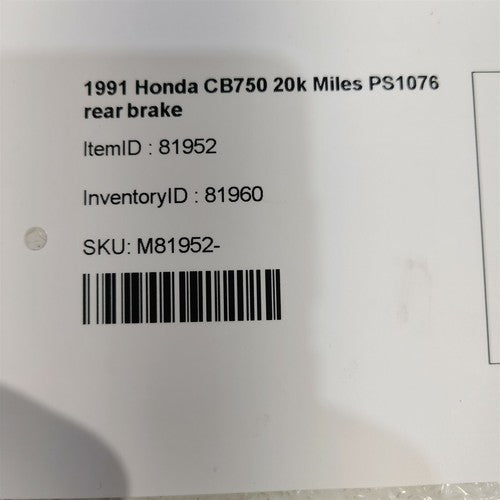 1991 Honda CB750 20k Miles PS1076
rear brake
ItemID : 81952
InventoryID : 81960
SKU: M81952-